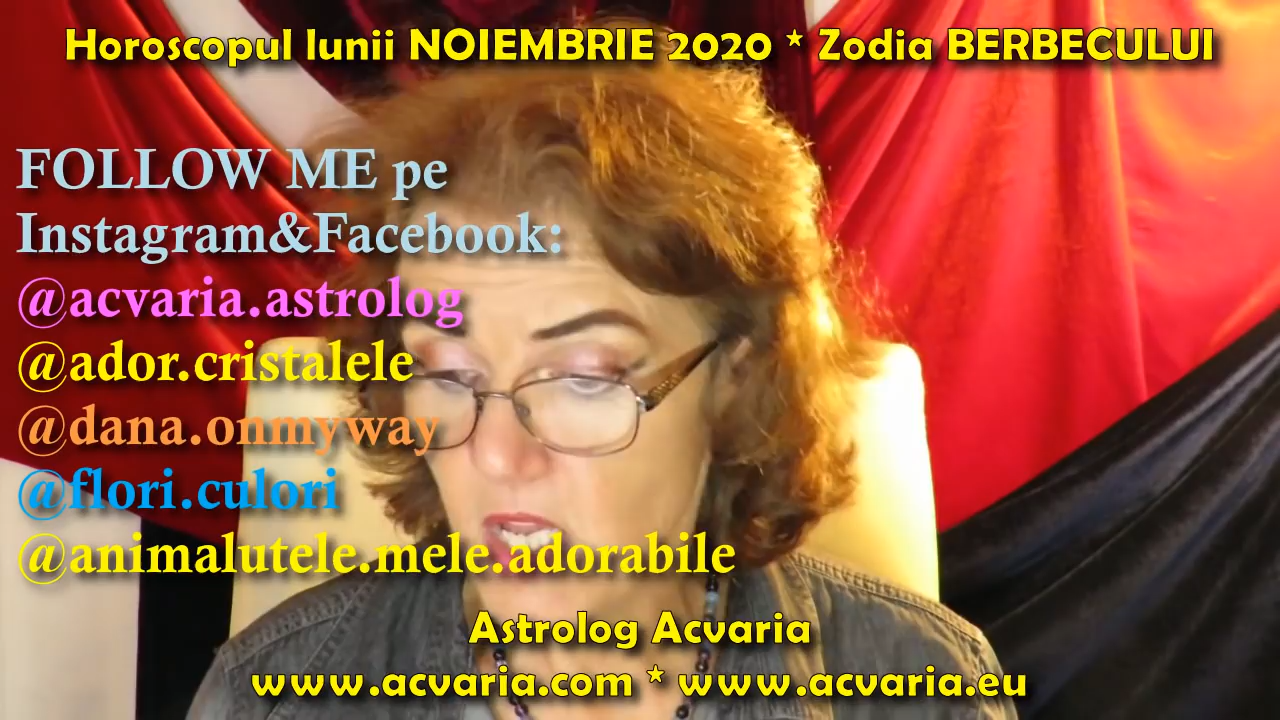 Horoscopul lunii NOIEMBRIE 2020 * Zodia BERBECULUI
FOLLOW ME pe
Instagram&Facebook:
@acvaria.astrolog
@ador.cristalele
@dana.onmyway
@flori.culori
@animalutele.mele.adorabile
Astrolog Acvaria
www.acvaria.com * www.acvaria.eu